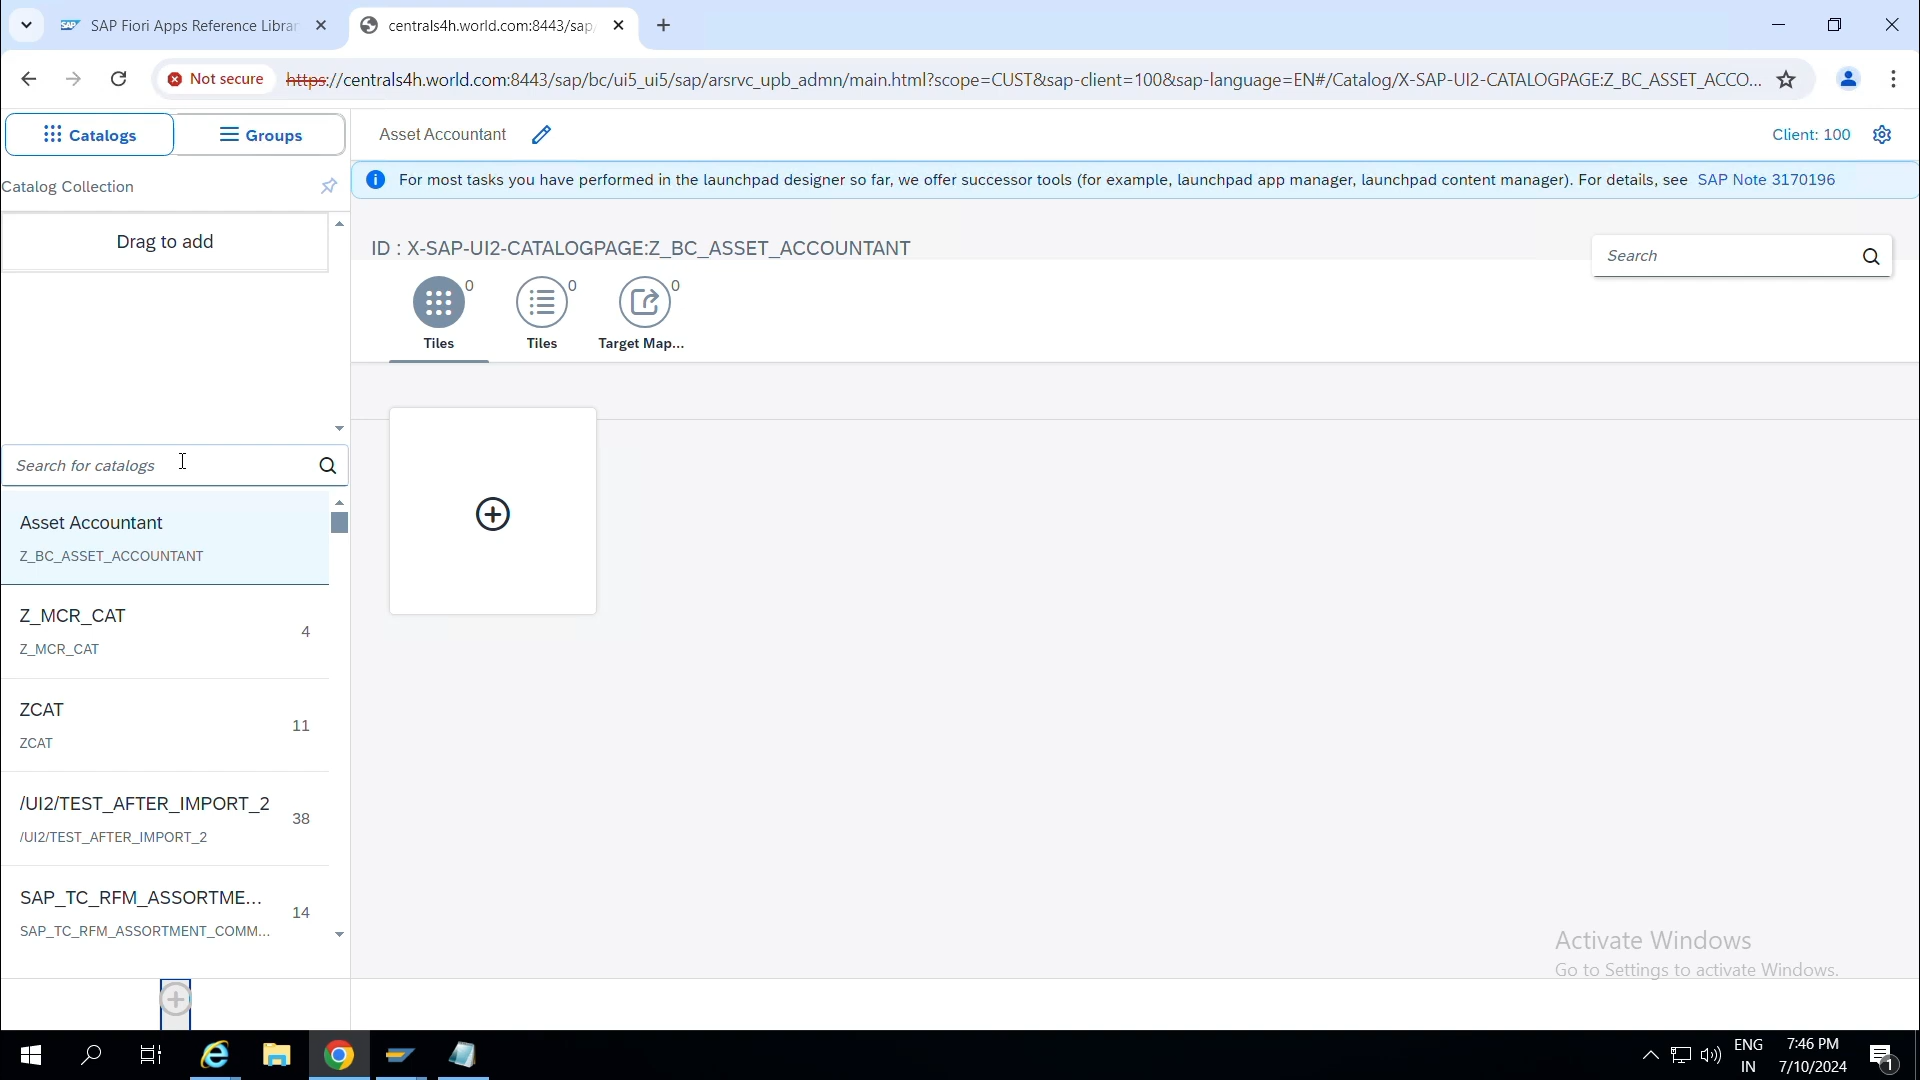 SAP Fiori Apps Reference Librar
centrals4h.world.com:8443/sap/
Not secure
https://centrals4h.world.com:8443/sap/bc/ui5_ui5/sap/arsrvc_upb_admn/main.html?scope=CUST&sap-client=100&sap-language=EN#/Catalog/X-SAP-UI2-CATALOGPAGE:Z_BC_ASSET_ACCO...
Catalogs
Groups
Asset Accountant
Client: 100
Catalog Collection
For most tasks you have performed in the launchpad designer so far, we offer successor tools (for example, launchpad app manager, launchpad content manager). For details, see SAP Note 3170196
Drag to add
ID : X-SAP-UI2-CATALOGPAGE:Z_BC_ASSET_ACCOUNTANT
Search
0
0
0
Tiles
Tiles
Target Map...
Search for catalogs
Asset Accountant
Z_BC_ASSET_ACCOUNTANT
Z_MCR_CAT
4
Z_MCR_CAT
ZCAT
11
ZCAT
/UI2/TEST_AFTER_IMPORT_2
38
/UI2/TEST_AFTER_IMPORT_2
SAP_TC_RFM_ASSORTME...
14
SAP_TC_RFM_ASSORTMENT_COMM...
Activate Windows
Go to Settings to activate Windows.
ENG
IN
7:46 PM
7/10/2024
1